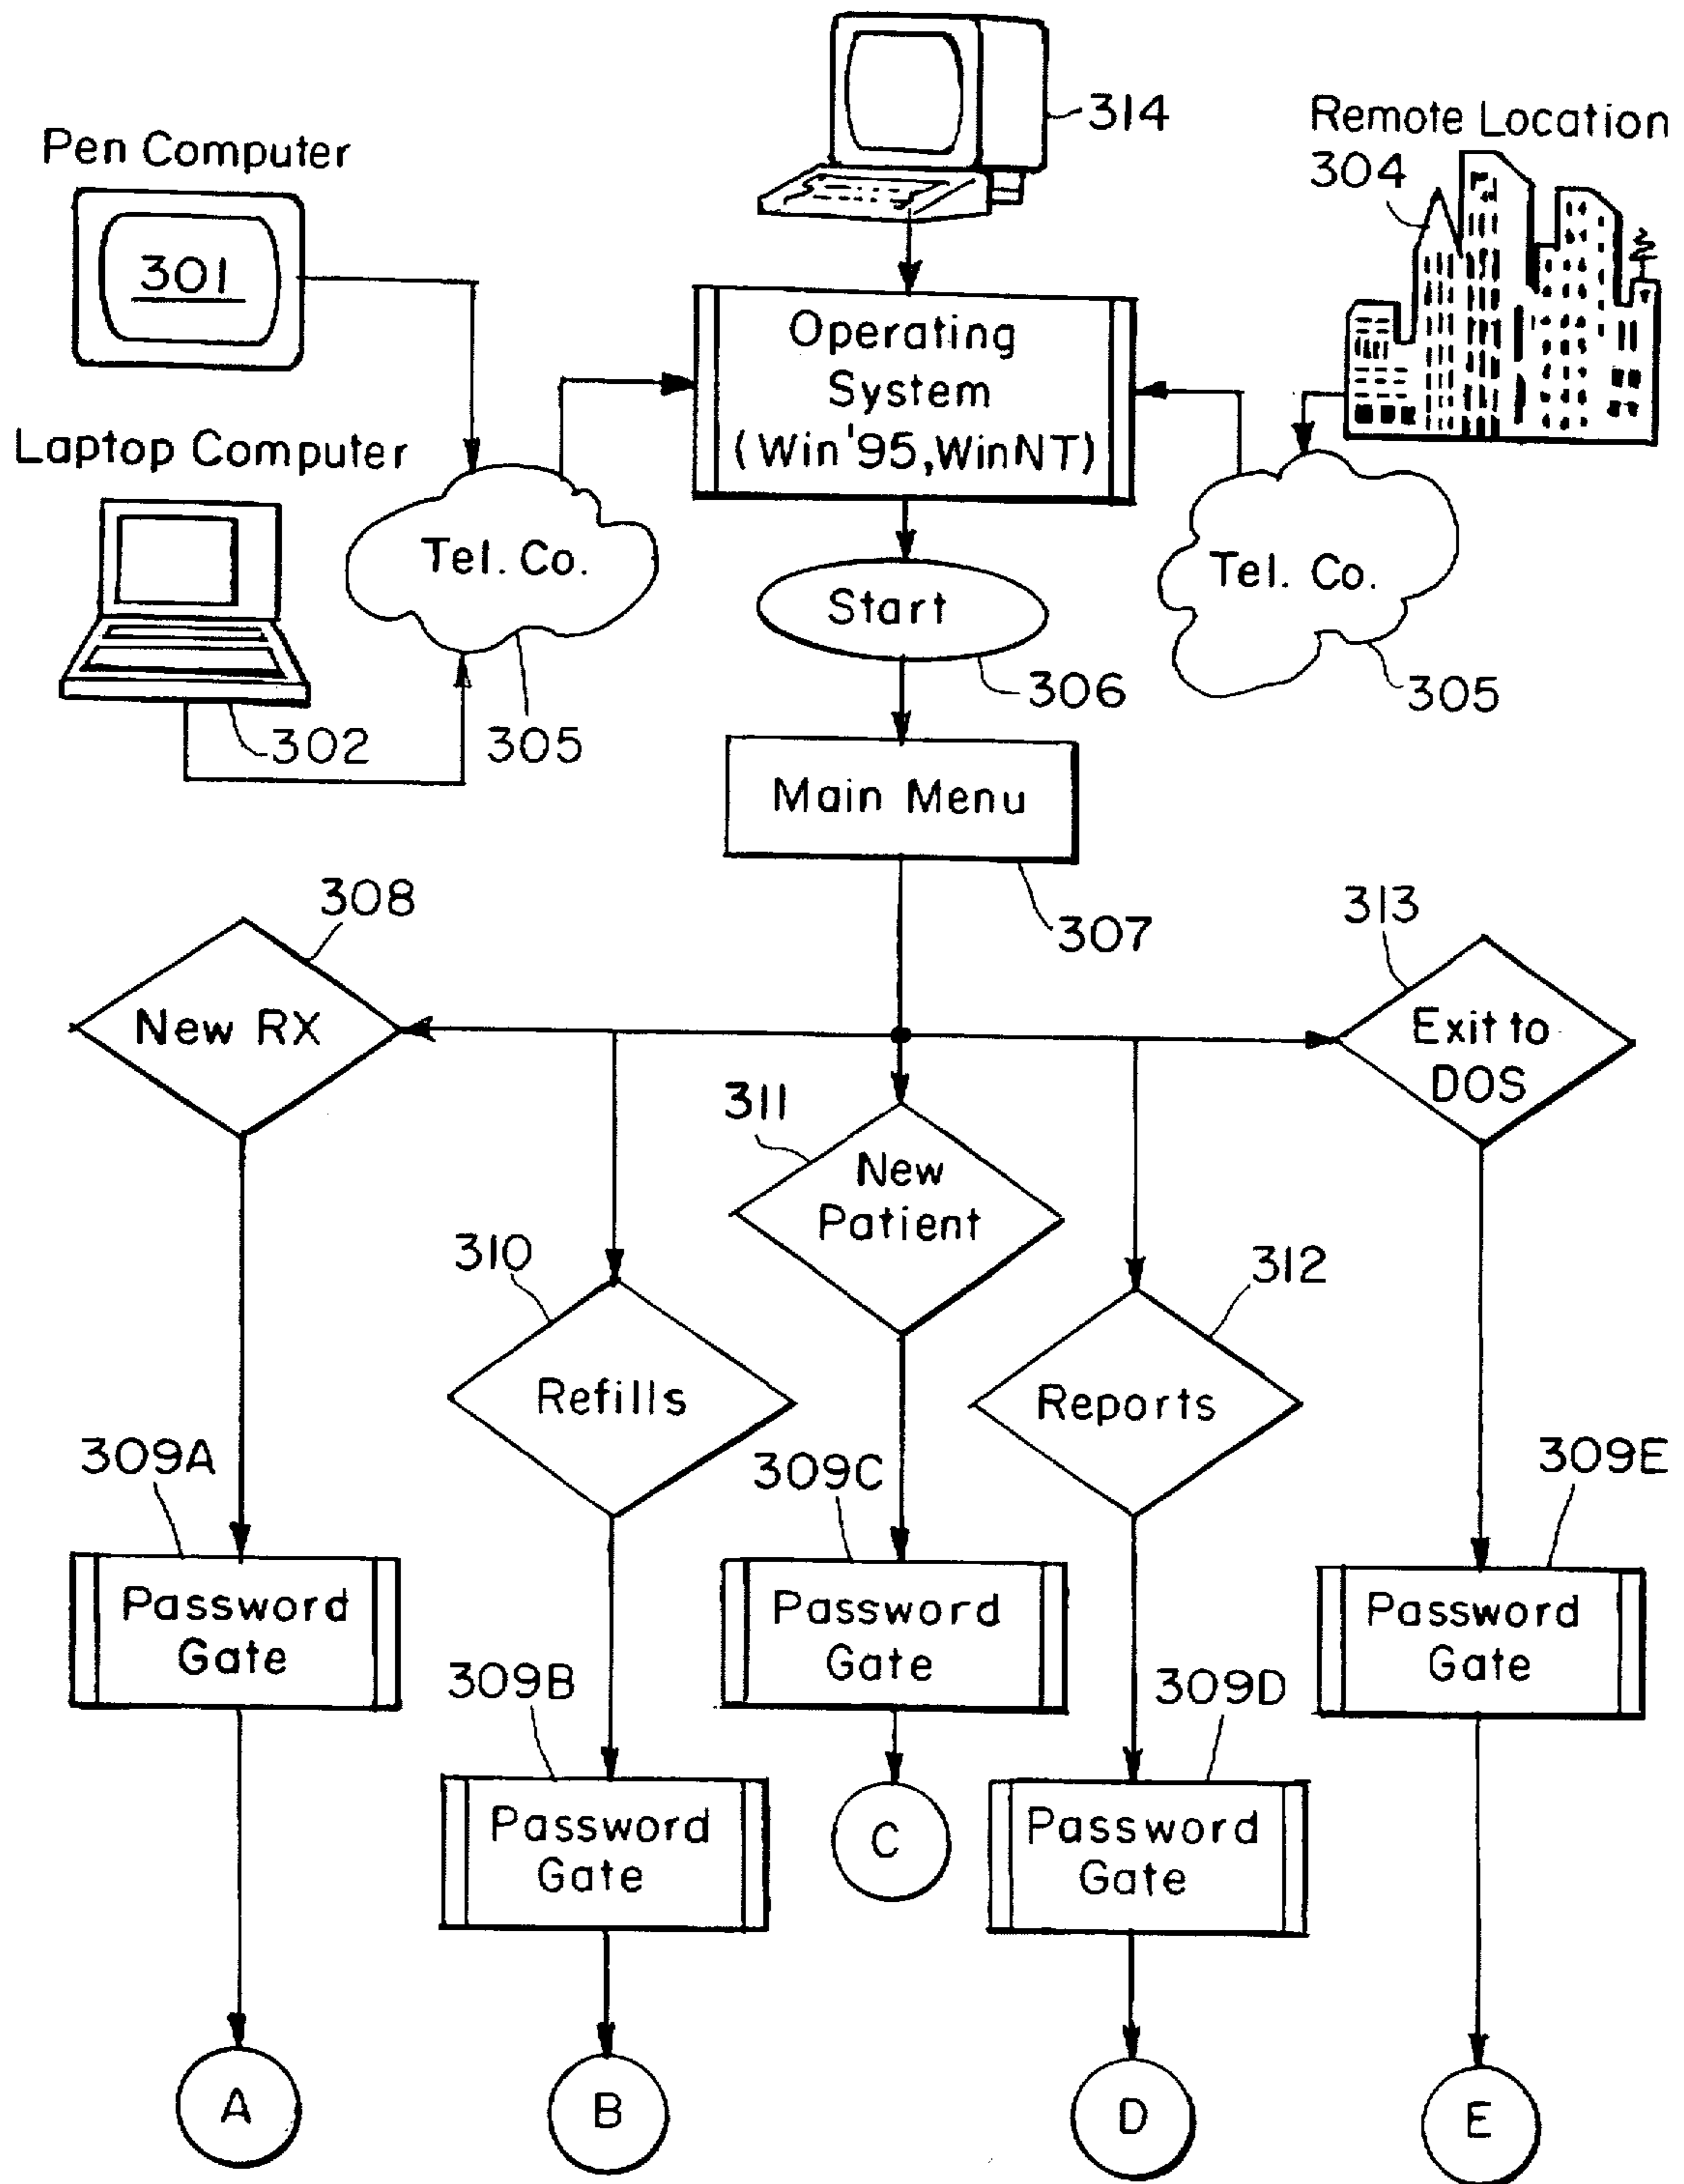 314
Remote Location
304
Pen Computer
301
Operating
System
(Win'95,WinNT)
Laptop Computer
Tel. Co.
Tel. Co.
Start
306
305
302
305
Main Menu
307
308
313
New RX
Exit to
DOS
311
New
Patient
310
312
Refills
Reports
309A
309C
309E
Password
Gate
Password
Gate
Password
Gate
309B
309D
Password
Gate
C
Password
Gate
A
B
D
E